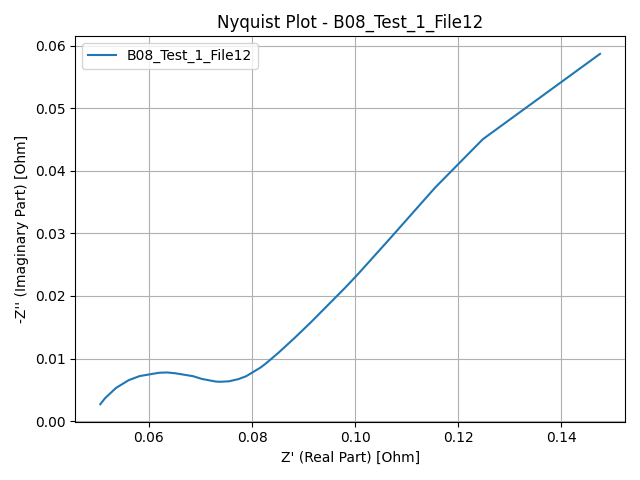 Nyquist Plot - B08_Test_1_File12
B08_Test_1_File12
-Z'' (Imaginary Part) [Ohm]
0.06
0.05
0.04
0.03
0.02
0.01
0.00
0.06 0.08 0.10 0.12 0.14
Z' (Real Part) [Ohm]